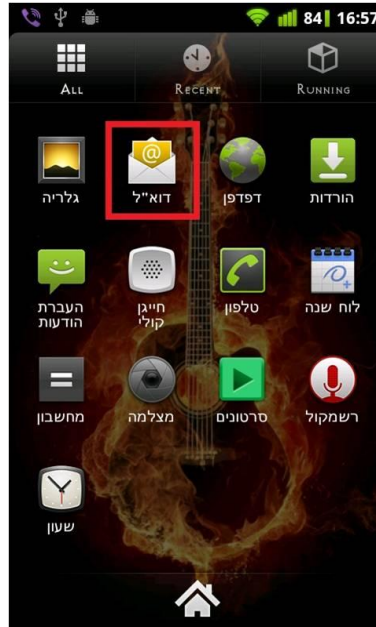 84 16:57
ALL RECENT RUNNING
גלריה דוא"ל דפדפן הורדות
העברת הודעות
חייגן קולי
טלפון
לוח שנה
מחשבון מצלמה סרטונים רשמקול
שעון